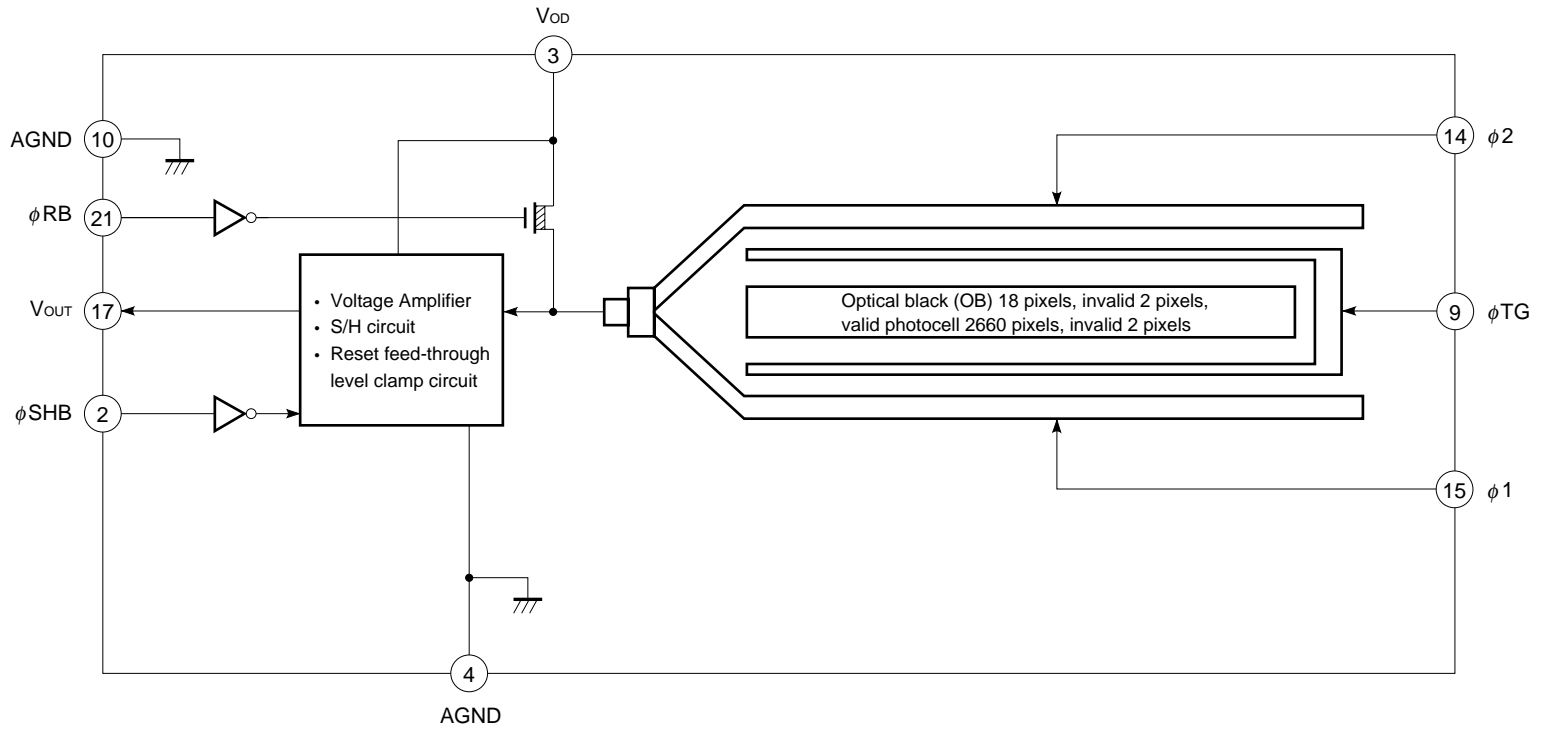 VOD
3
AGND 10
14 φ2
φRB 21
VOUT 17
• Voltage Amplifier
• S/H circuit
• Reset feed-through
level clamp circuit
Optical black (OB) 18 pixels, invalid 2 pixels,
valid photocell 2660 pixels, invalid 2 pixels
9 φTG
φSHB 2
15 φ1
4
AGND